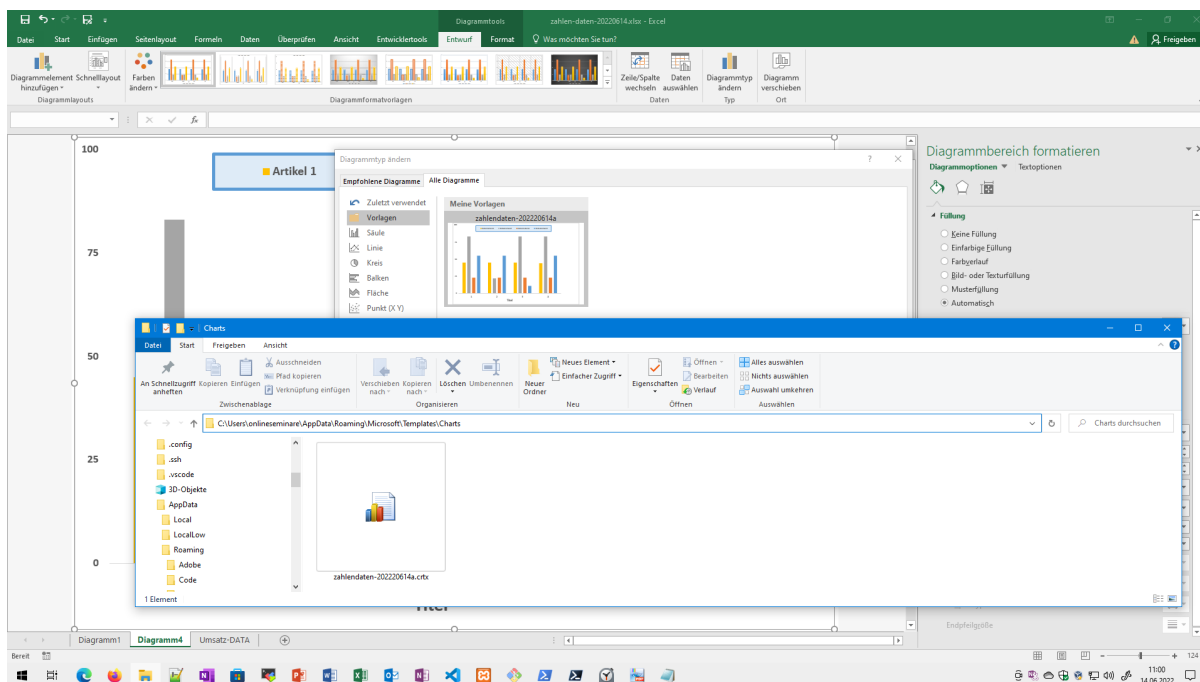 Diagrammtools
zahlen-daten-20220614.xlsx - Excel
Datei Start Einfügen Seitenlayout Formeln Daten Überprüfen Ansicht Entwicklertools Entwurf Format Was möchten Sie tun? Freigeben
Diagrammelement hinzufügen
Schnelllayout
Farben ändern
Zeile/Spalte wechseln
Daten auswählen
Diagrammtyp ändern
Diagramm verschieben
Diagrammlayouts Diagrammformatvorlagen Daten Typ Ort
fx
100
75
50
25
0
Artikel 1
Diagrammtyp ändern ?
Empfohlene Diagramme Alle Diagramme
Zuletzt verwendet
Vorlagen
Säule
Linie
Kreis
Balken
Fläche
Punkt (X Y)
Meine Vorlagen
zahlendaten-202220614a
Diagrammbereich formatieren
Diagrammoptionen Textoptionen
Füllung
Keine Füllung
Einfarbige Füllung
Farbverlauf
Bild- oder Texturfüllung
Musterfüllung
Automatisch
Charts
Datei Start Freigeben Ansicht
An Schnellzugriff anheften
Kopieren
Einfügen
Ausschneiden
Pfad kopieren
Verknüpfung einfügen
Verschieben nach
Kopieren nach
Löschen
Umbenennen
Neuer Ordner
Neues Element
Einfacher Zugriff
Eigenschaften
Öffnen
Bearbeiten
Verlauf
Alles auswählen
Nichts auswählen
Auswahl umkehren
Zwischenablage Organisieren Neu Öffnen Auswählen
C:\Users\onlineseminare\AppData\Roaming\Microsoft\Templates\Charts
Charts durchsuchen
.config
.ssh
.vscode
3D-Objekte
AppData
Local
LocalLow
Roaming
Adobe
Code
zahlendaten-202220614a.crtx
1 Element
Endpfeilgröße
Diagramm1 Diagramm4 Umsatz-DATA
Bereit
124
11:00
14.06.2022